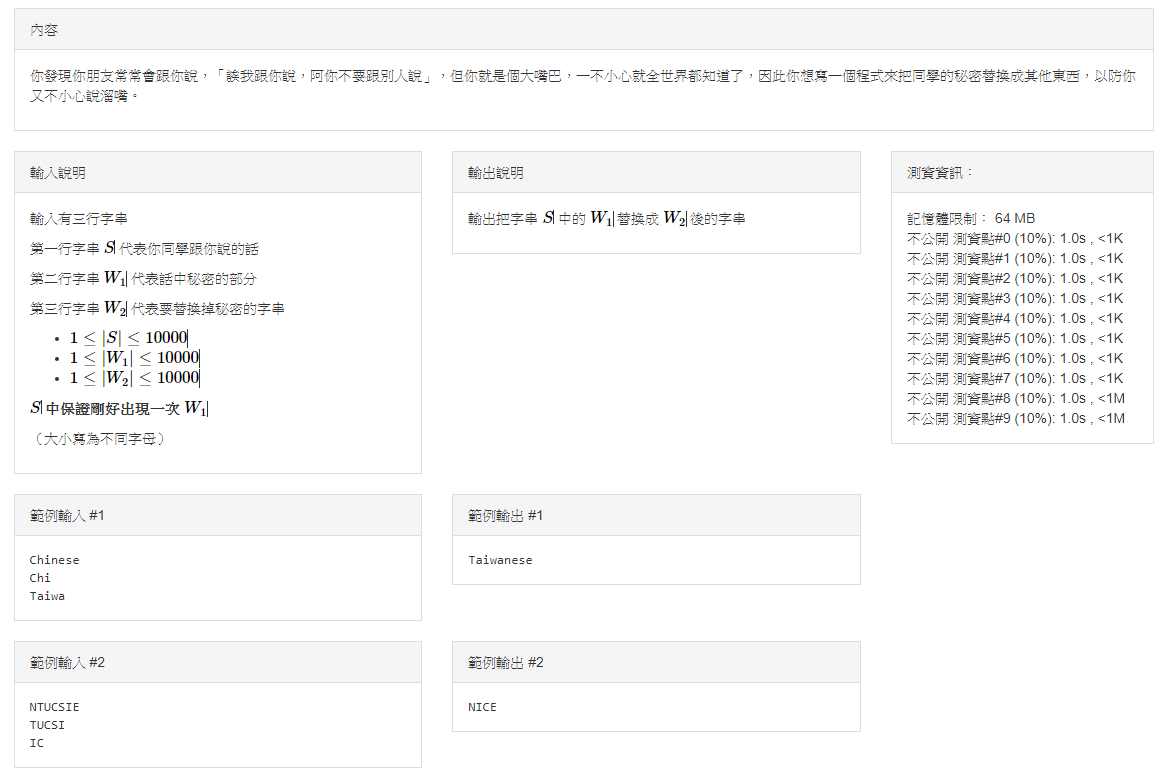 內容
你發現你朋友常常會跟你說，「誒我跟你說，阿你不要跟別人說」，但你就是個大嘴巴，一不小心就全世界都知道了，因此你想寫一個程式來把同學的秘密替換成其他東西，以防你
又不小心說溜嘴。
輸入說明
輸入有三行字串
第一行字串 S 代表你同學跟你說的話
第二行字串 W₁ 代表話中秘密的部分
第三行字串 W₂ 代表要替換掉秘密的字串
• 1 ≤ |S| ≤ 10000
• 1 ≤ |W₁| ≤ 10000
• 1 ≤ |W₂| ≤ 10000
S 中保證剛好出現一次 W₁
（大小寫為不同字母）
輸出說明
輸出把字串 S 中的 W₁ 替換成 W₂ 後的字串
測資資訊：
記憶體限制： 64 MB
不公開 測資點#0 (10%): 1.0s , <1K
不公開 測資點#1 (10%): 1.0s , <1K
不公開 測資點#2 (10%): 1.0s , <1K
不公開 測資點#3 (10%): 1.0s , <1K
不公開 測資點#4 (10%): 1.0s , <1K
不公開 測資點#5 (10%): 1.0s , <1K
不公開 測資點#6 (10%): 1.0s , <1K
不公開 測資點#7 (10%): 1.0s , <1K
不公開 測資點#8 (10%): 1.0s , <1M
不公開 測資點#9 (10%): 1.0s , <1M
範例輸入 #1
Chinese
Chi
Taiwa
範例輸出 #1
Taiwanese
範例輸入 #2
NTUCSIE
TUCSI
IC
範例輸出 #2
NICE